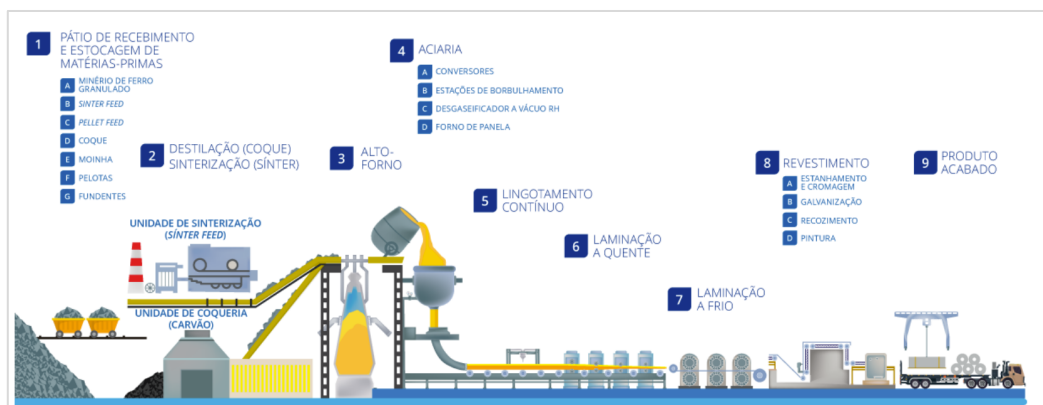 1
PÁTIO DE RECEBIMENTO
E ESTOCAGEM DE
MATÉRIAS-PRIMAS
A MINÉRIO DE FERRO
GRANULADO
B SINTER FEED
C PELLET FEED
D COQUE
E MOINHA
F PELOTAS
G FUNDENTES
2
DESTILAÇÃO (COQUE)
SINTERIZAÇÃO (SÍNTER)
UNIDADE DE SINTERIZAÇÃO
(SÍNTER FEED)
UNIDADE DE COQUERIA
(CARVÃO)
3
ALTO-
FORNO
4
ACIARIA
A CONVERSORES
B ESTAÇÕES DE BORBULHAMENTO
C DESGASEIFICADOR A VÁCUO RH
D FORNO DE PANELA
5
LINGOTAMENTO
CONTÍNUO
6
LAMINAÇÃO
A QUENTE
7
LAMINAÇÃO
A FRIO
8
REVESTIMENTO
A ESTANHAMENTO
E CROMAGEM
B GALVANIZAÇÃO
C RECOZIMENTO
D PINTURA
9
PRODUTO
ACABADO